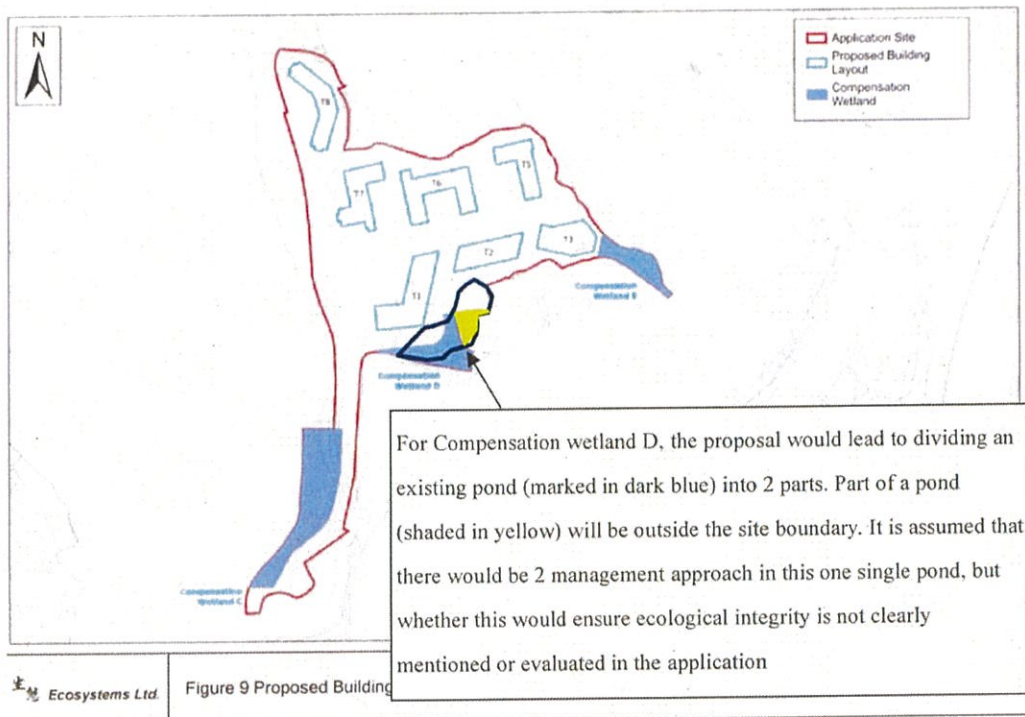 N
Application Site
Proposed Building
Layout
Compensation
Wetland
T8
T5
T6
T7
T3
T2
T1
Compensation
Wetland E
Compensation
Wetland D
For Compensation wetland D, the proposal would lead to dividing an
existing pond (marked in dark blue) into 2 parts. Part of a pond
(shaded in yellow) will be outside the site boundary. It is assumed that
there would be 2 management approach in this one single pond, but
whether this would ensure ecological integrity is not clearly
mentioned or evaluated in the application
Compensation
Wetland C
Ecosystems Ltd.
Figure 9 Proposed Building